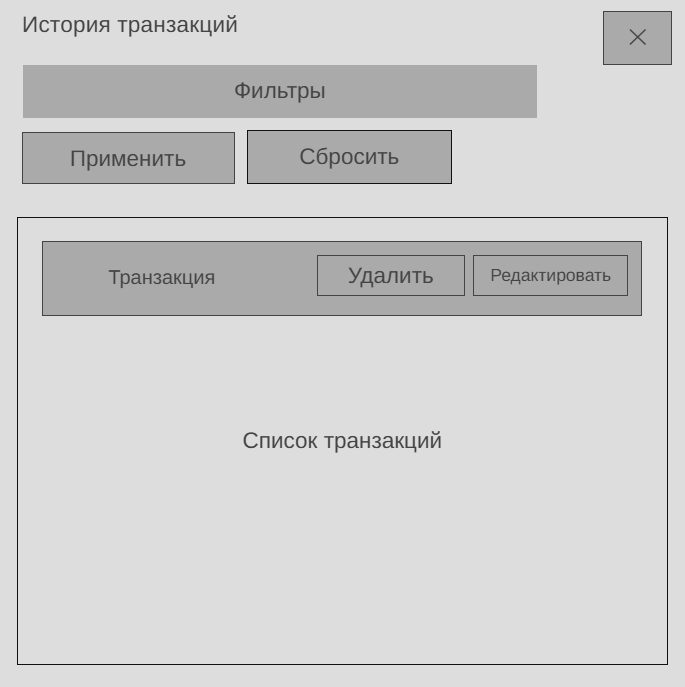 История транзакций
Фильтры
Применить
Сбросить
Транзакция
Удалить
Редактировать
Список транзакций